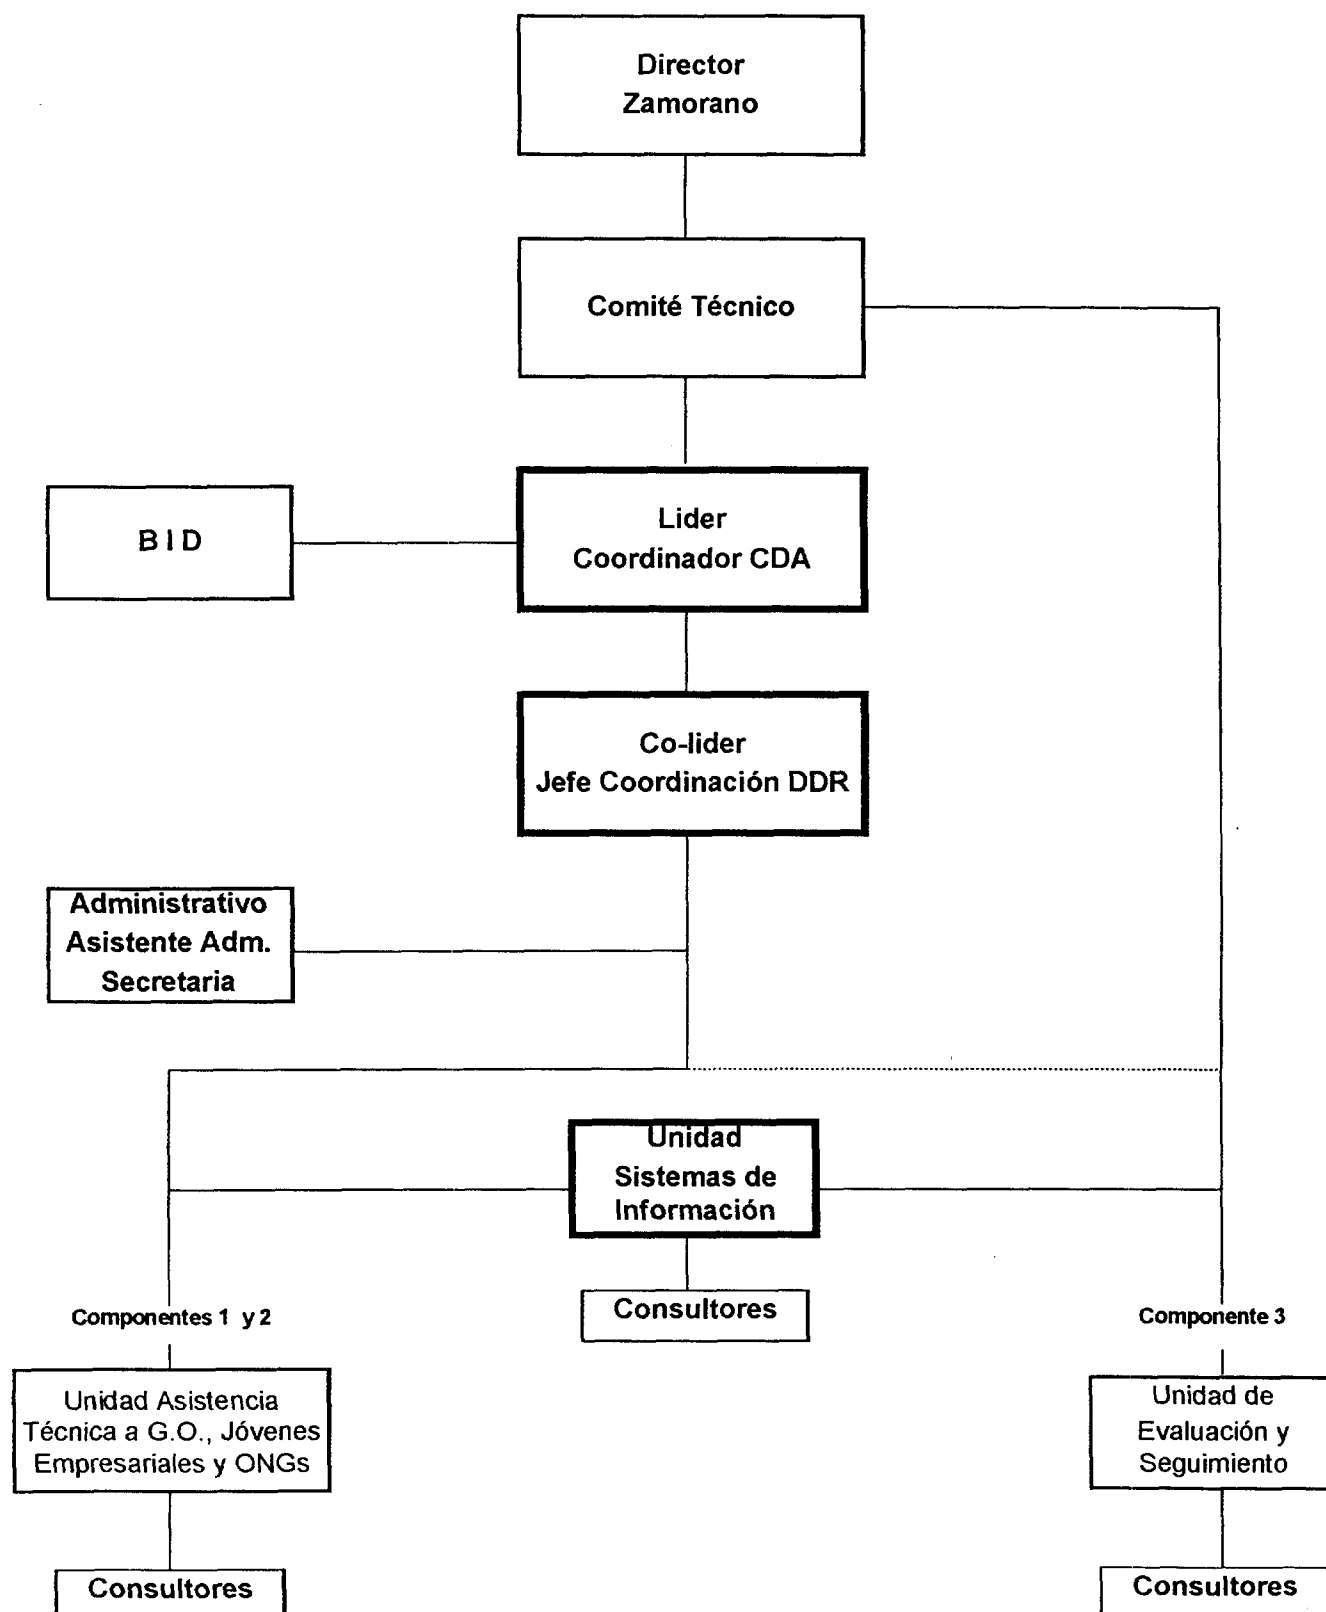 Director
Zamorano
Comité Técnico
B I D
Lider
Coordinador CDA
Co-lider
Jefe Coordinación DDR
Administrativo
Asistente Adm.
Secretaria
Unidad
Sistemas de
Información
Consultores
Componentes 1 y 2
Componente 3
Unidad Asistencia
Técnica a G.O., Jóvenes
Empresariales y ONGs
Unidad de
Evaluación y
Seguimiento
Consultores
Consultores